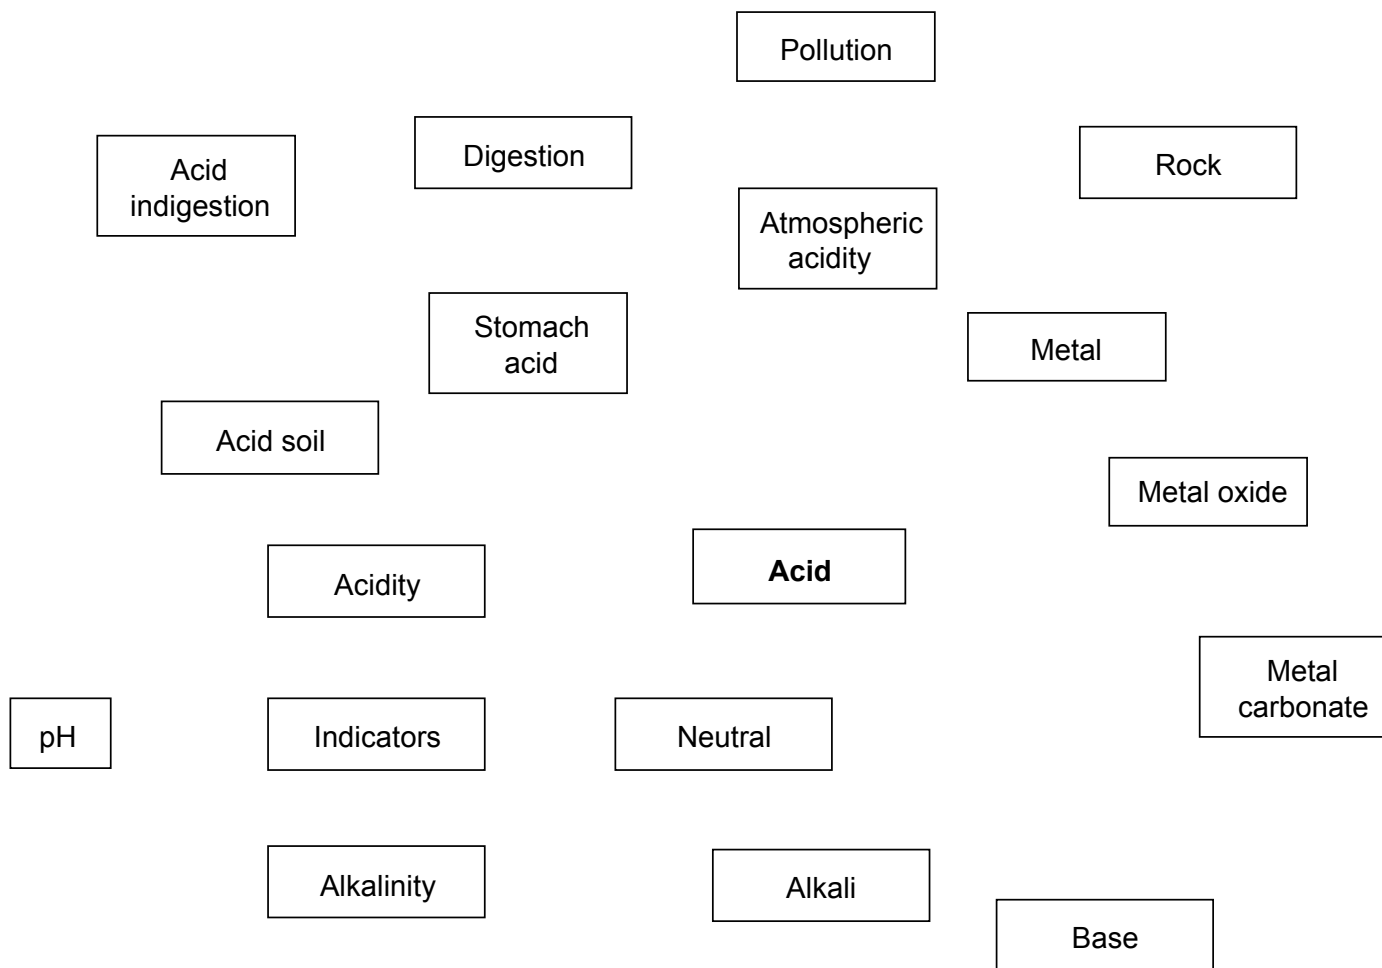 Pollution
Digestion
Rock
Acid
indigestion
Atmospheric
acidity
Stomach
acid
Metal
Acid soil
Metal oxide
Acid
Acidity
Metal
carbonate
pH
Indicators
Neutral
Alkalinity
Alkali
Base